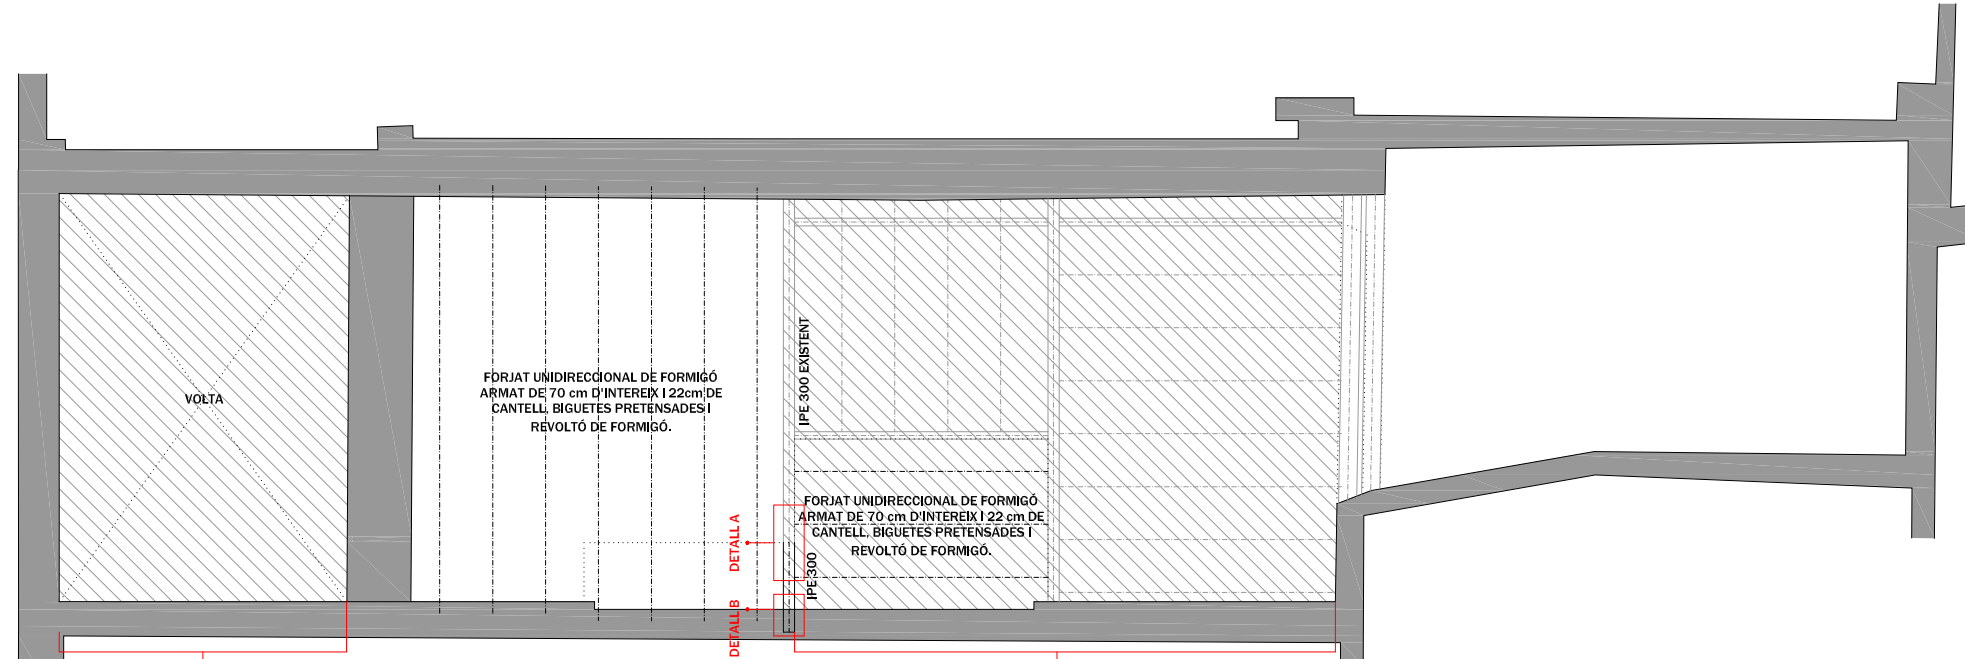 VOLTA
FORJAT UNIDIRECCIONAL DE FORMIGÓ
ARMAT DE 70 cm D'INTEREIX I 22cm DE
CANTELL, BIGUETES PRETENSADES I
REVOLTÓ DE FORMIGÓ.
IPE 300 EXISTENT
FORJAT UNIDIRECCIONAL DE FORMIGÓ
ARMAT DE 70 cm D'INTEREIX I 22 cm DE
CANTELL, BIGUETES PRETENSADES I
REVOLTÓ DE FORMIGÓ.
DETALL A
IPE 300
DETALL B